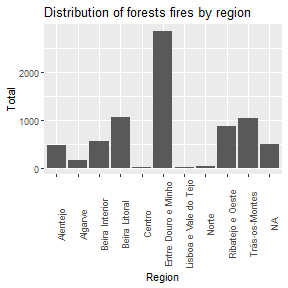 Distribution of forests fires by region
Total
2000
1000
0
Alentejo
Algarve
Beira Interior
Beira Litoral
Centro
Entre Douro e Minho
Lisboa e Vale do Tejo
Norte
Ribatejo e Oeste
Trás-os-Montes
NA
Region